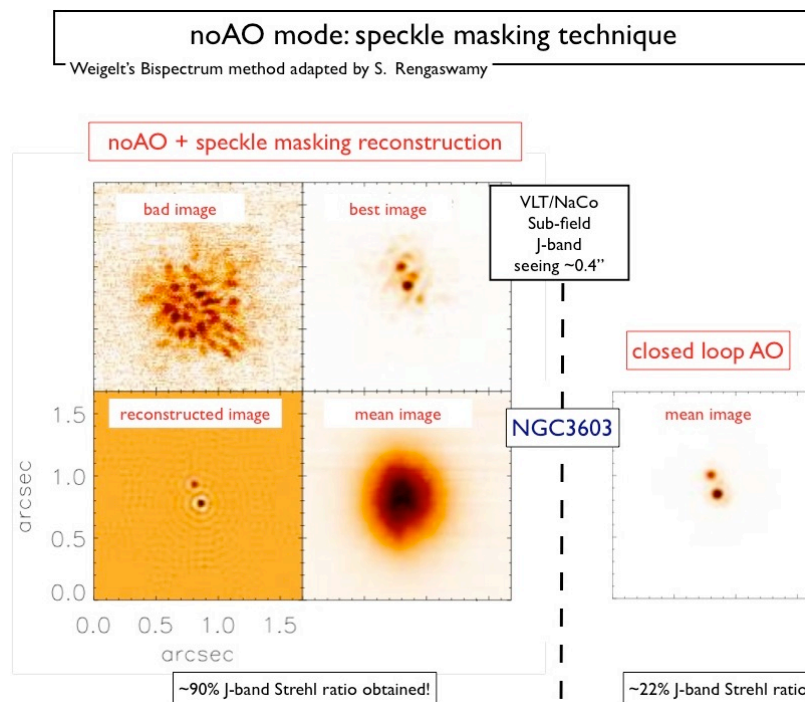 noAO mode: speckle masking technique
Weigelt's Bispectrum method adapted by S. Rengaswamy
noAO + speckle masking reconstruction
bad image
best image
VLT/NaCo
Sub-field
J-band
seeing ~0.4”
closed loop AO
reconstructed image
mean image
NGC3603
mean image
1.5
1.0
0.5
0.0
arcsec
0.0 0.5 1.0 1.5
arcsec
~90% J-band Strehl ratio obtained!
~22% J-band Strehl ratio